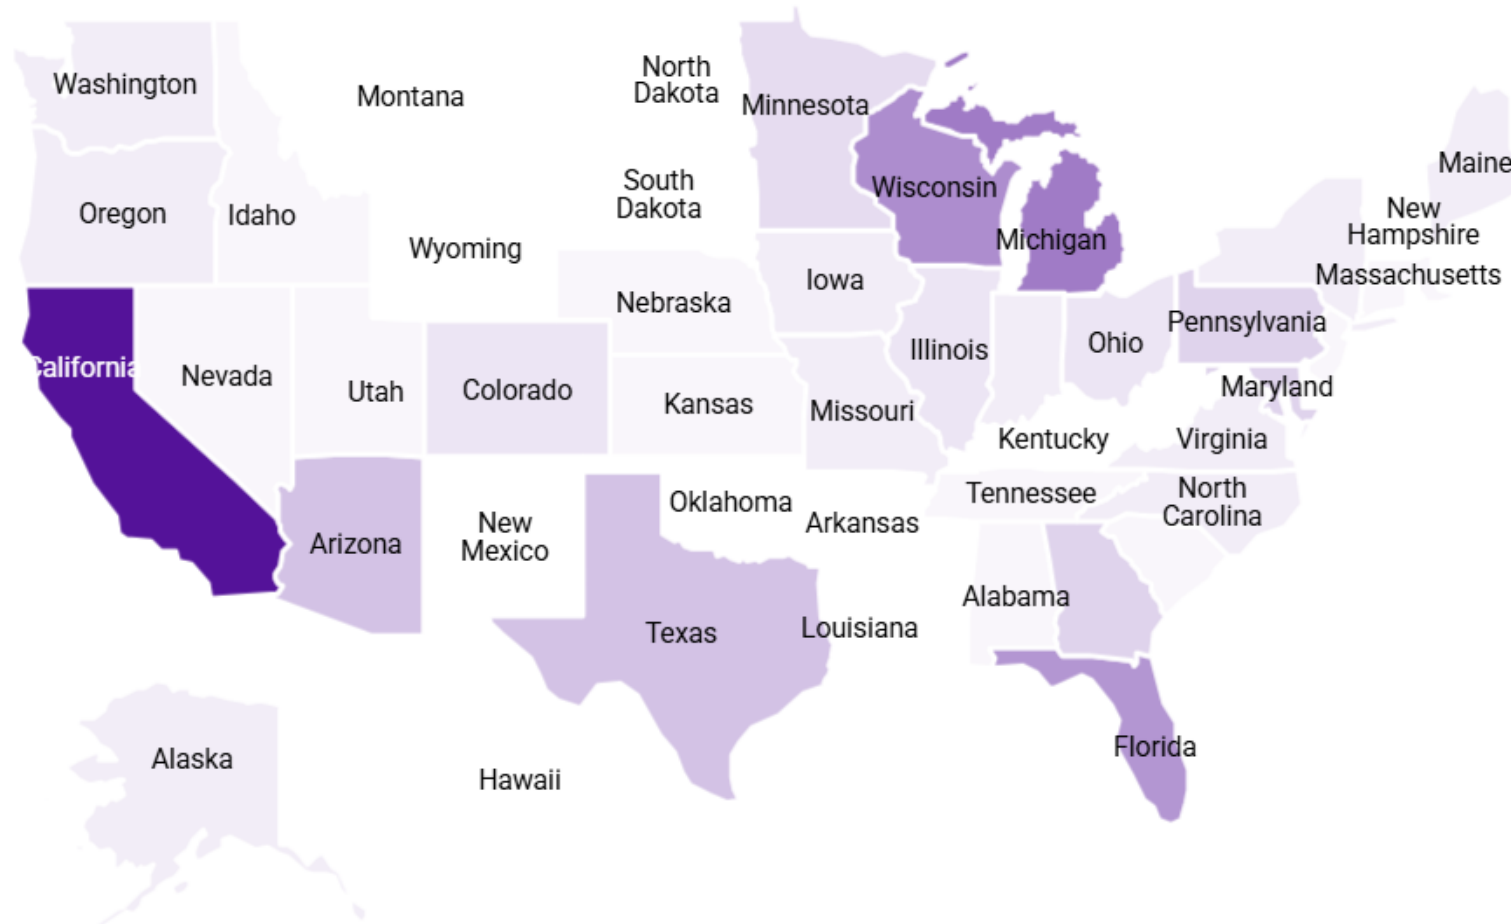 Washington
Montana
North
Dakota
Minnesota
Maine
Oregon
Idaho
South
Dakota
Wisconsin
New
Hampshire
Wyoming
Michigan
Massachusetts
Iowa
Nebraska
Pennsylvania
California
Nevada
Utah
Colorado
Kansas
Illinois
Ohio
Maryland
Missouri
Kentucky
Virginia
Arizona
New
Mexico
Oklahoma
Arkansas
Tennessee
North
Carolina
Texas
Louisiana
Alabama
Alaska
Hawaii
Florida